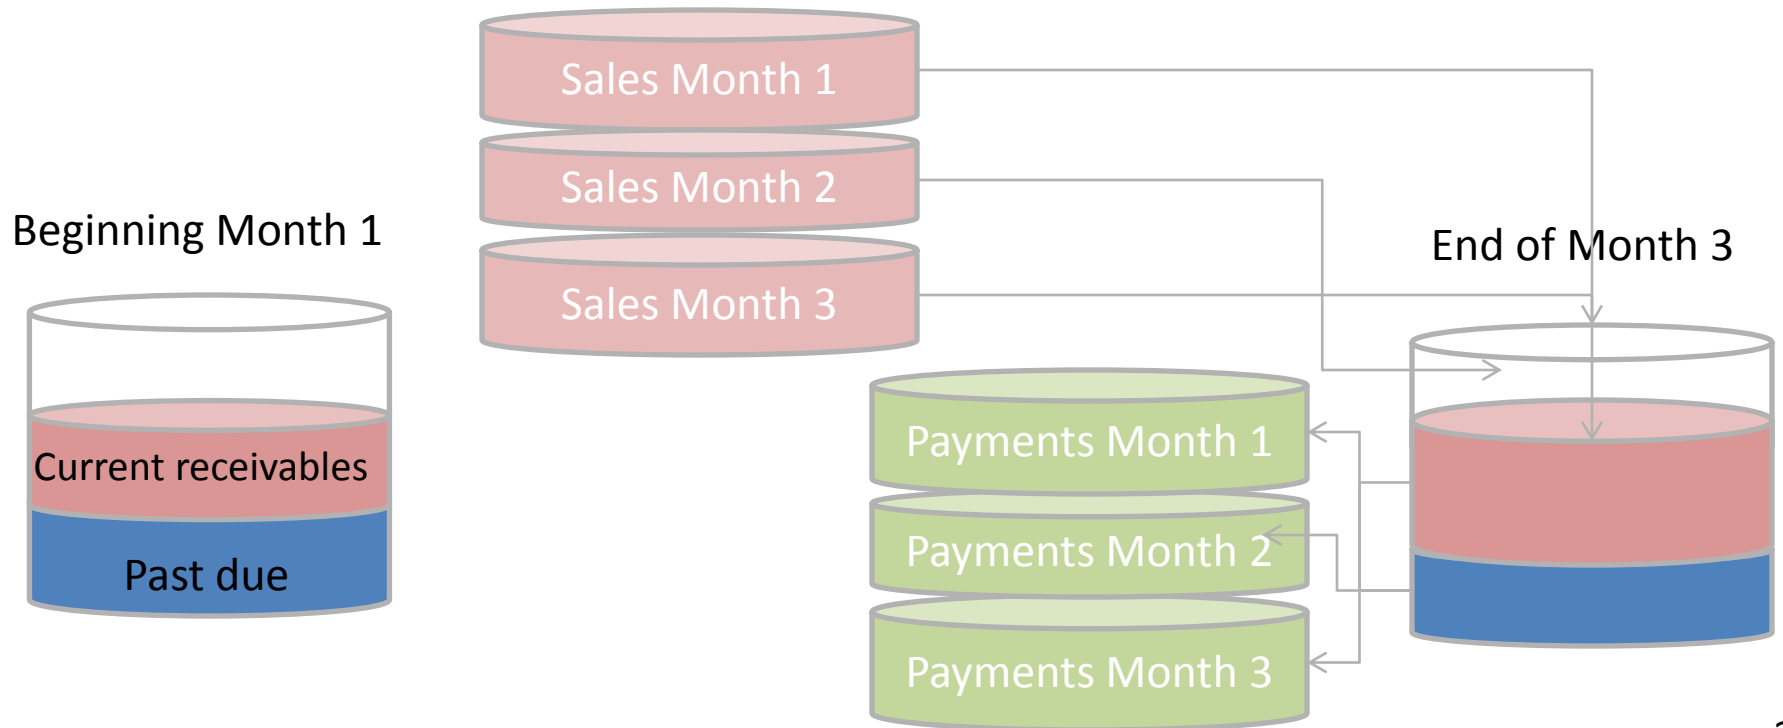 Sales Month 1
Sales Month 2
Beginning Month 1
End of Month 3
Sales Month 3
Payments Month 1
Current receivables
Payments Month 2
Past due
Payments Month 3